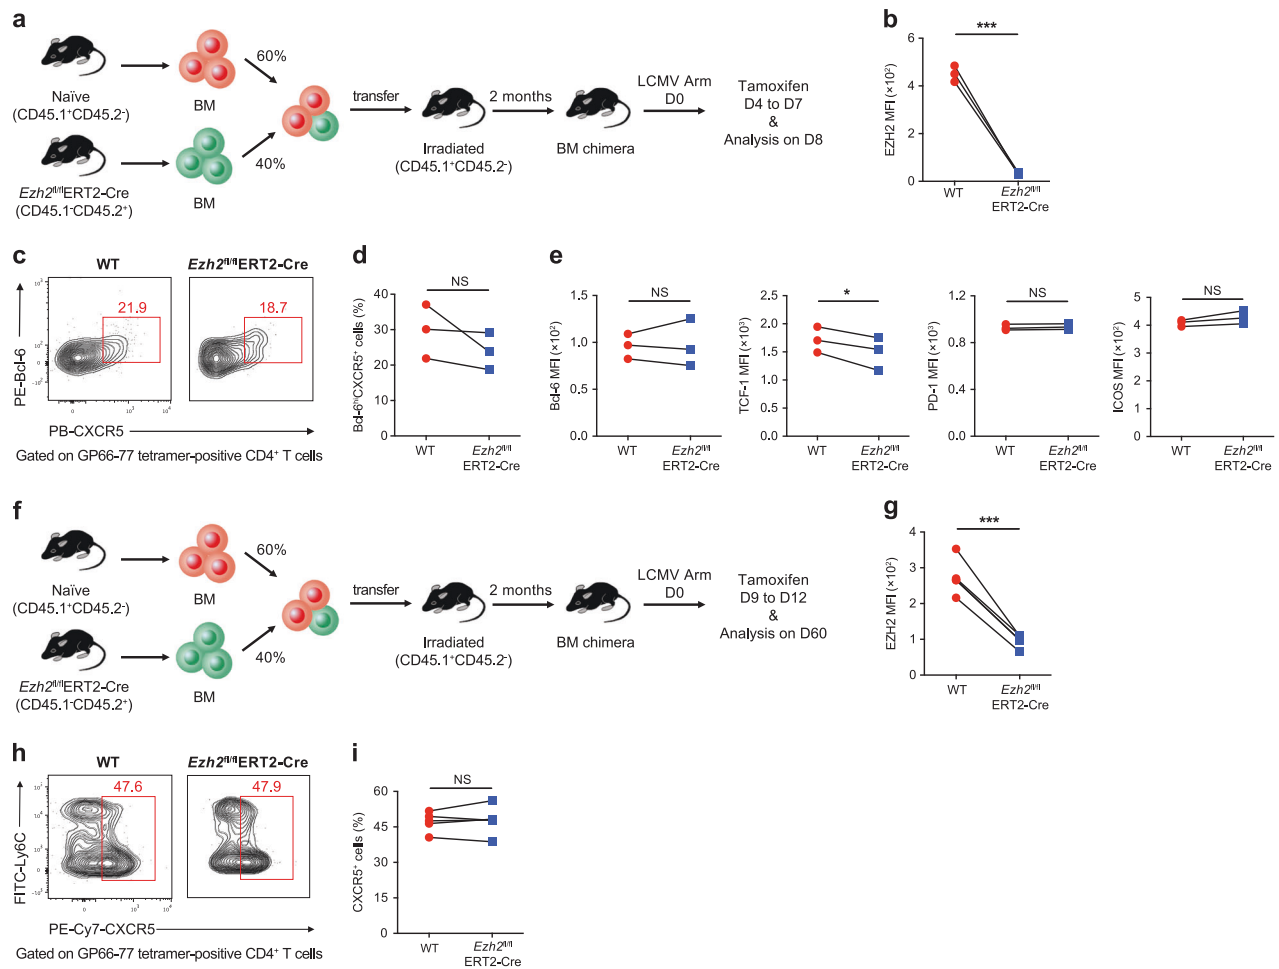 a
Naïve
(CD45.1⁺CD45.2⁻)
Ezh2ᶠˡ/ᶠˡERT2-Cre
(CD45.1⁻CD45.2⁺)
BM
BM
60%
40%
transfer
Irradiated
(CD45.1⁺CD45.2⁻)
2 months
BM chimera
LCMV Arm
D0
Tamoxifen
D4 to D7
&
Analysis on D8
b
***
EZH2 MFI (×10²)
6
4
2
0
WT
Ezh2ᶠˡ/ᶠˡ
ERT2-Cre
c
WT
Ezh2ᶠˡ/ᶠˡERT2-Cre
21.9
18.7
PE-Bcl-6
PB-CXCR5
Gated on GP66-77 tetramer-positive CD4⁺ T cells
d
NS
Bcl-6ʰⁱCXCR5⁺ cells (%)
40
30
20
10
0
WT
Ezh2ᶠˡ/ᶠˡ
ERT2-Cre
e
NS
Bcl-6 MFI (×10²)
1.5
1.0
0.5
0.0
WT
Ezh2ᶠˡ/ᶠˡ
ERT2-Cre
*
TCF-1 MFI (×10³)
2.5
2.0
1.5
1.0
0.5
0.0
WT
Ezh2ᶠˡ/ᶠˡ
ERT2-Cre
NS
PD-1 MFI (×10³)
1.2
0.9
0.6
0.3
0.0
WT
Ezh2ᶠˡ/ᶠˡ
ERT2-Cre
NS
ICOS MFI (×10²)
5
4
3
2
1
0
WT
Ezh2ᶠˡ/ᶠˡ
ERT2-Cre
f
Naïve
(CD45.1⁺CD45.2⁻)
Ezh2ᶠˡ/ᶠˡERT2-Cre
(CD45.1⁻CD45.2⁺)
BM
BM
60%
40%
transfer
Irradiated
(CD45.1⁺CD45.2⁻)
2 months
BM chimera
LCMV Arm
D0
Tamoxifen
D9 to D12
&
Analysis on D60
g
***
EZH2 MFI (×10²)
4
3
2
1
0
WT
Ezh2ᶠˡ/ᶠˡ
ERT2-Cre
h
WT
Ezh2ᶠˡ/ᶠˡERT2-Cre
47.6
47.9
FITC-Ly6C
PE-Cy7-CXCR5
Gated on GP66-77 tetramer-positive CD4⁺ T cells
i
NS
CXCR5⁺ cells (%)
60
45
30
15
0
WT
Ezh2ᶠˡ/ᶠˡ
ERT2-Cre